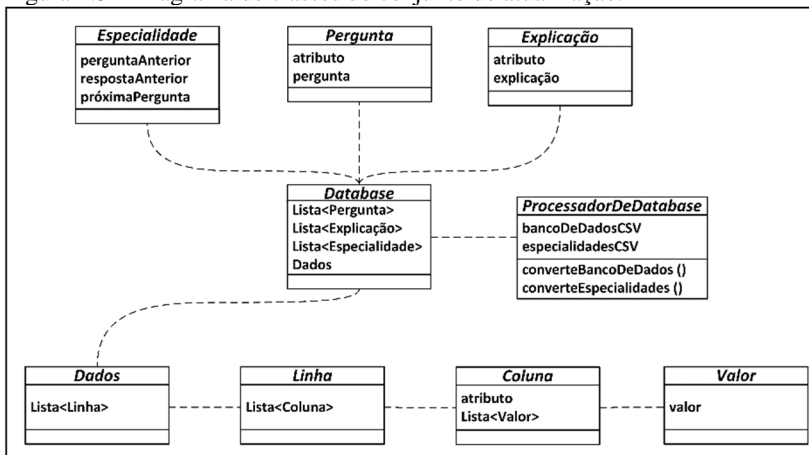 Especialidade
perguntaAnterior
respostaAnterior
próximaPergunta
Pergunta
atributo
pergunta
Explicação
atributo
explicação
Database
Lista<Pergunta>
Lista<Explicação>
Lista<Especialidade>
Dados
ProcessadorDeDatabase
bancoDeDadosCSV
especialidadesCSV
converteBancoDeDados ()
converteEspecialidades ()
Dados
Lista<Linha>
Linha
Lista<Coluna>
Coluna
atributo
Lista<Valor>
Valor
valor